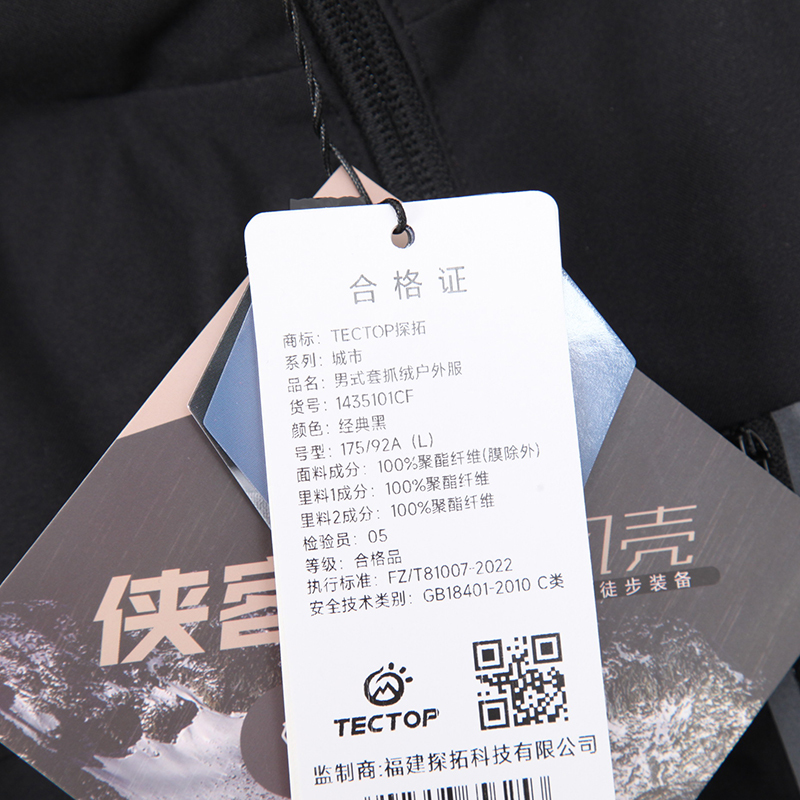 合格证
商标：TECTOP探拓
系列：城市
品名：男式套抓绒户外服
货号：1435101CF
颜色：经典黑
号型：175/92A（L）
面料成分：100%聚酯纤维(膜除外)
里料1成分：100%聚酯纤维
里料2成分：100%聚酯纤维
检验员：05
等级：合格品
执行标准：FZ/T81007-2022
安全技术类别：GB18401-2010 C类
TECTOP
监制商:福建探拓科技有限公司
侠客
壳
徒步装备